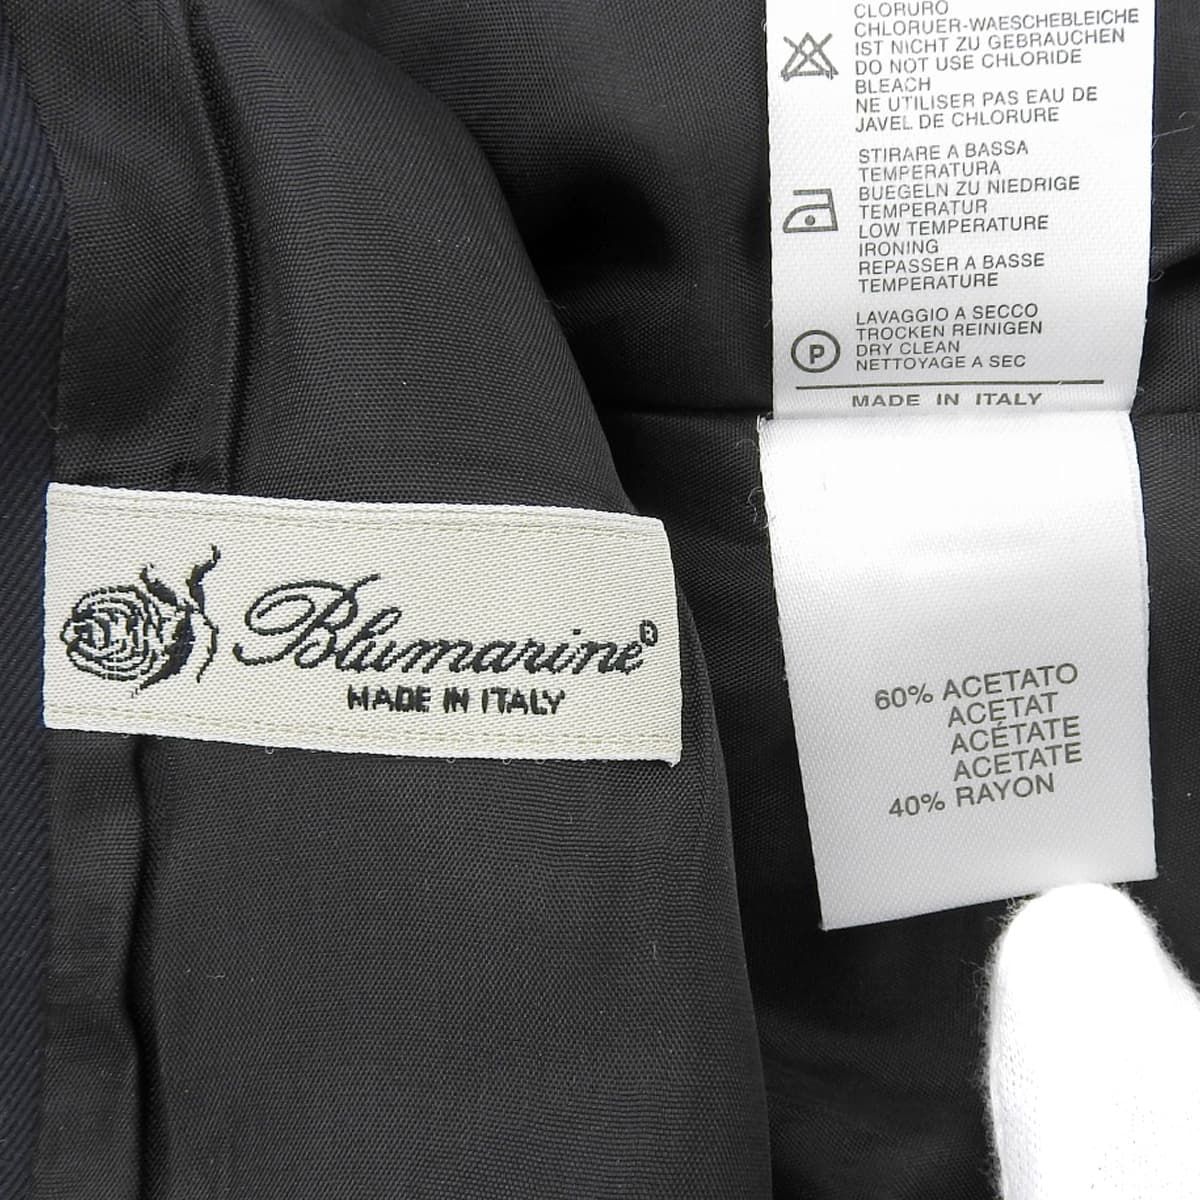 CLORURO
CHLORUER-WAESCHEBLEICHE
IST NICHT ZU GEBRAUCHEN
DO NOT USE CHLORIDE
BLEACH
NE UTILISER PAS EAU DE
JAVEL DE CHLORURE
STIRARE A BASSA
TEMPERATURA
BUEGELN ZU NIEDRIGE
TEMPERATUR
LOW TEMPERATURE
IRONING
REPASSER A BASSE
TEMPERATURE
P
LAVAGGIO A SECCO
TROCKEN REINIGEN
DRY CLEAN
NETTOYAGE A SEC
MADE IN ITALY
Blumarine®
MADE IN ITALY
60% ACETATO
ACETAT
ACÉTATE
ACETATE
40% RAYON